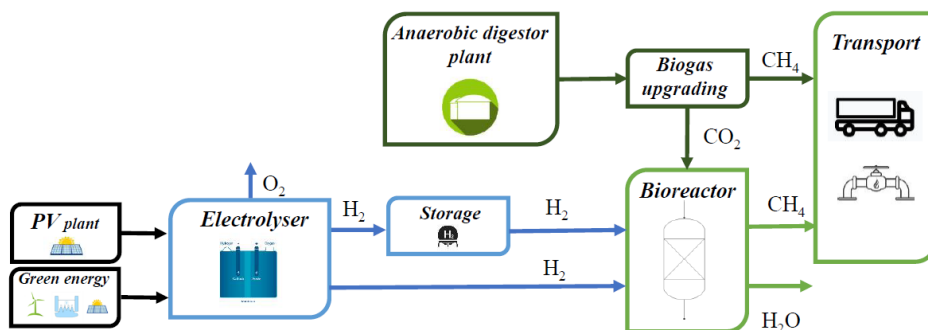 Anaerobic digestor
plant
Biogas
upgrading
CH4
Transport
CO2
O2
PV plant
Green energy
Electrolyser
H2
Storage
H2
H2
H2
Bioreactor
CH4
H2O